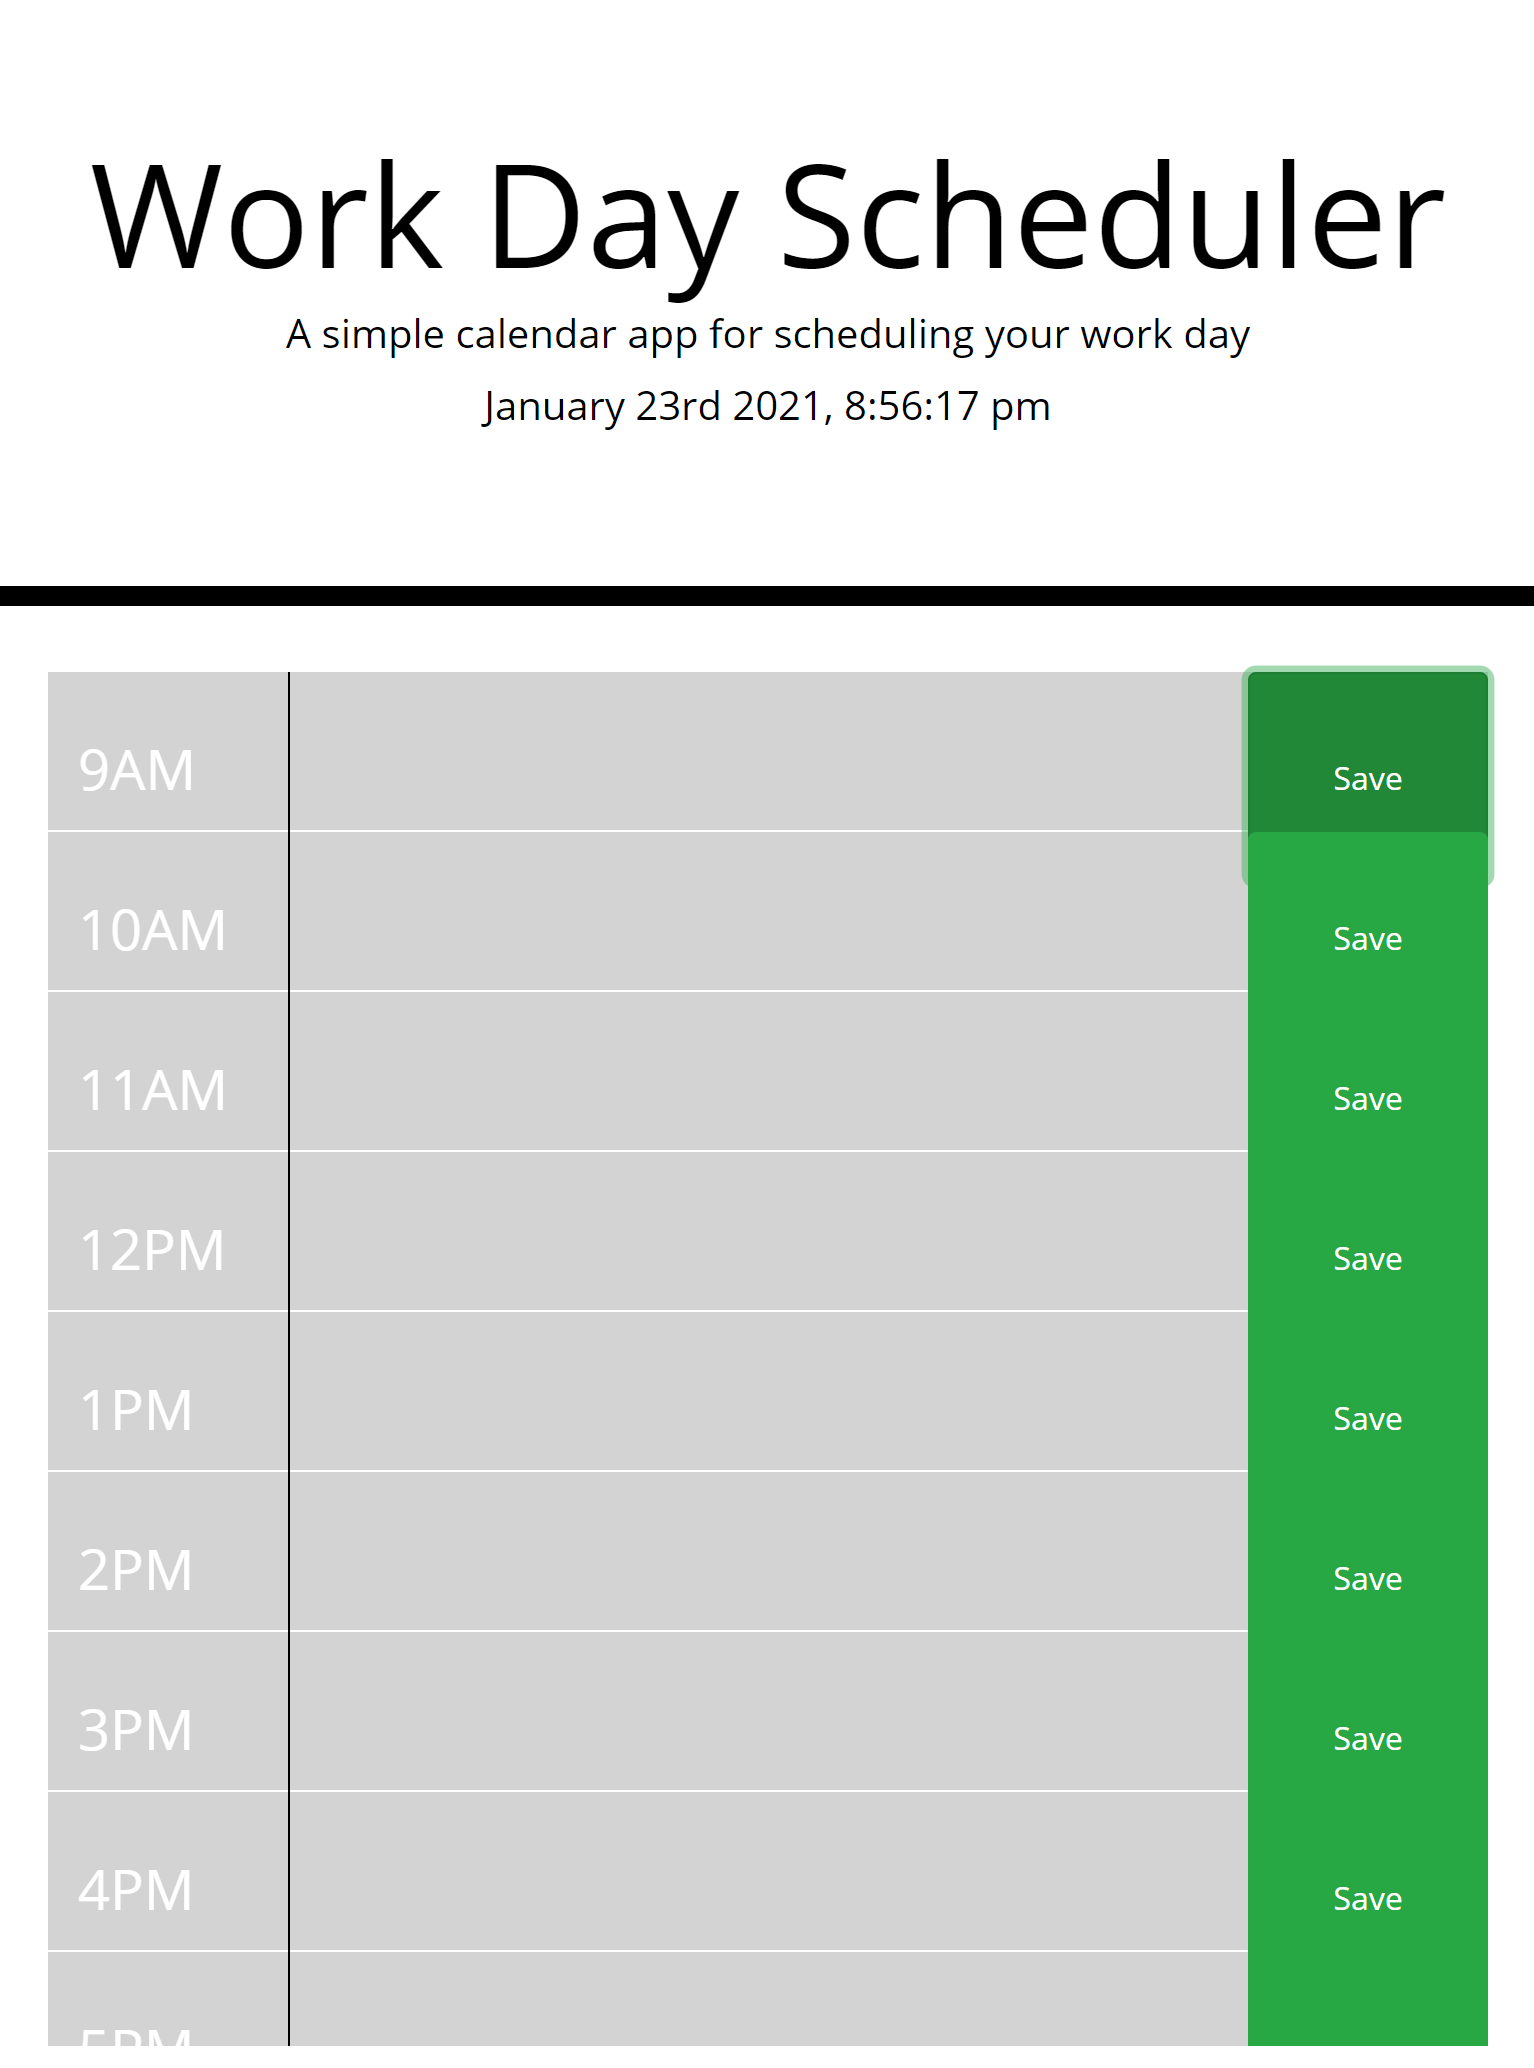 Work Day Scheduler
A simple calendar app for scheduling your work day
January 23rd 2021, 8:56:17 pm
9AM Save
10AM Save
11AM Save
12PM Save
1PM Save
2PM Save
3PM Save
4PM Save
5PM